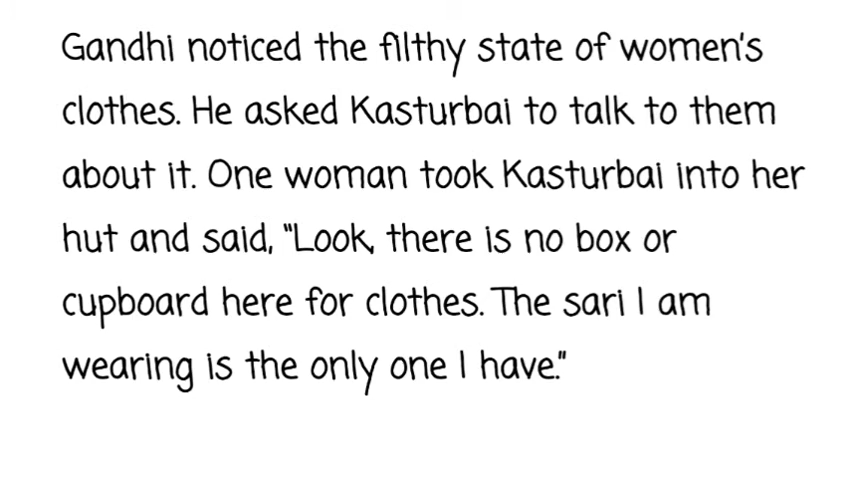 Gandhi noticed the filthy state of women's
clothes. He asked Kasturbai to talk to them
about it. One woman took Kasturbai into her
hut and said, "Look, there is no box or
cupboard here for clothes. The sari I am
wearing is the only one I have."